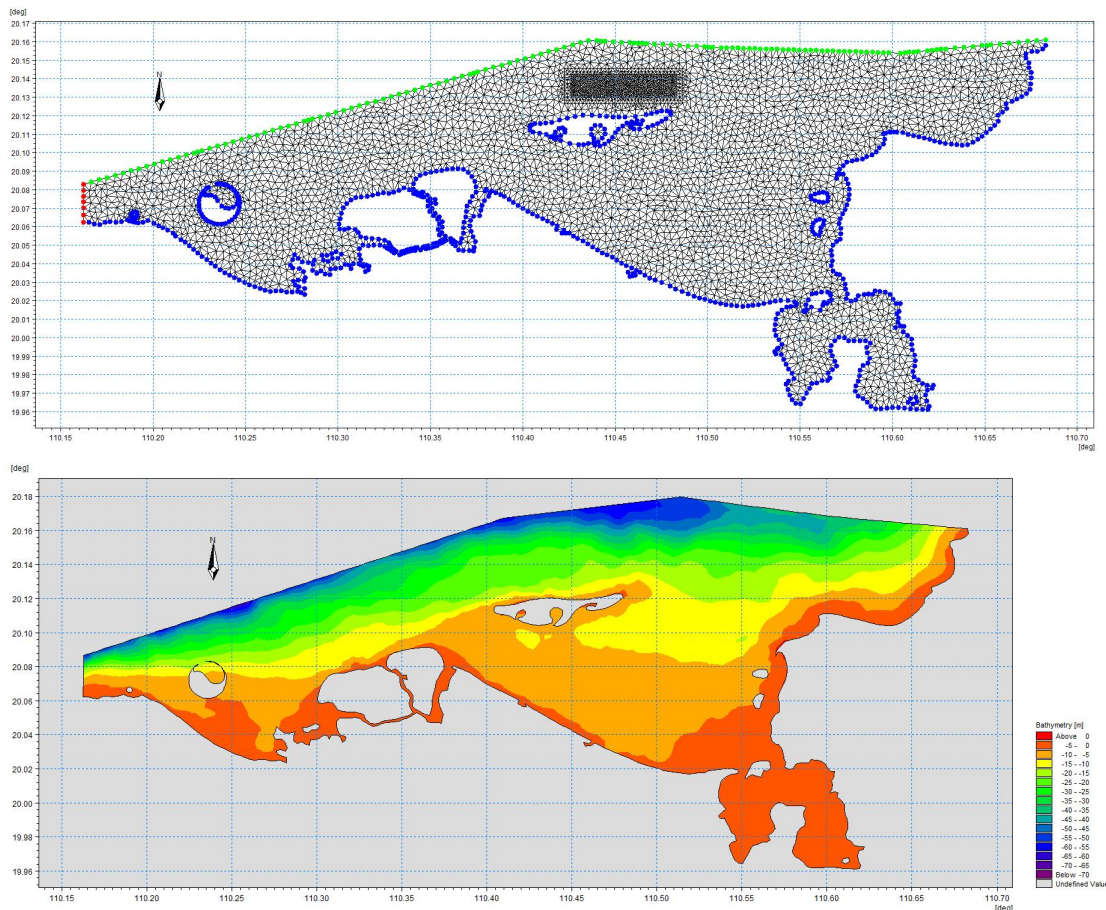 [deg]
20.17
20.16
20.15
20.14
20.13
20.12
20.11
20.10
20.09
20.08
20.07
20.06
20.05
20.04
20.03
20.02
20.01
20.00
19.99
19.98
19.97
19.96
N
110.15 110.20 110.25 110.30 110.35 110.40 110.45 110.50 110.55 110.60 110.65 110.70
[deg]
[deg]
20.18
20.16
20.14
20.12
20.10
20.08
20.06
20.04
20.02
20.00
19.98
19.96
N
110.15 110.20 110.25 110.30 110.35 110.40 110.45 110.50 110.55 110.60 110.65 110.70
[deg]
Bathymetry [m]
Above 0
-5 - 0
-10 - -5
-15 - -10
-20 - -15
-25 - -20
-30 - -25
-35 - -30
-40 - -35
-45 - -40
-50 - -45
-55 - -50
-60 - -55
-65 - -60
-70 - -65
Below -70
Undefined Value